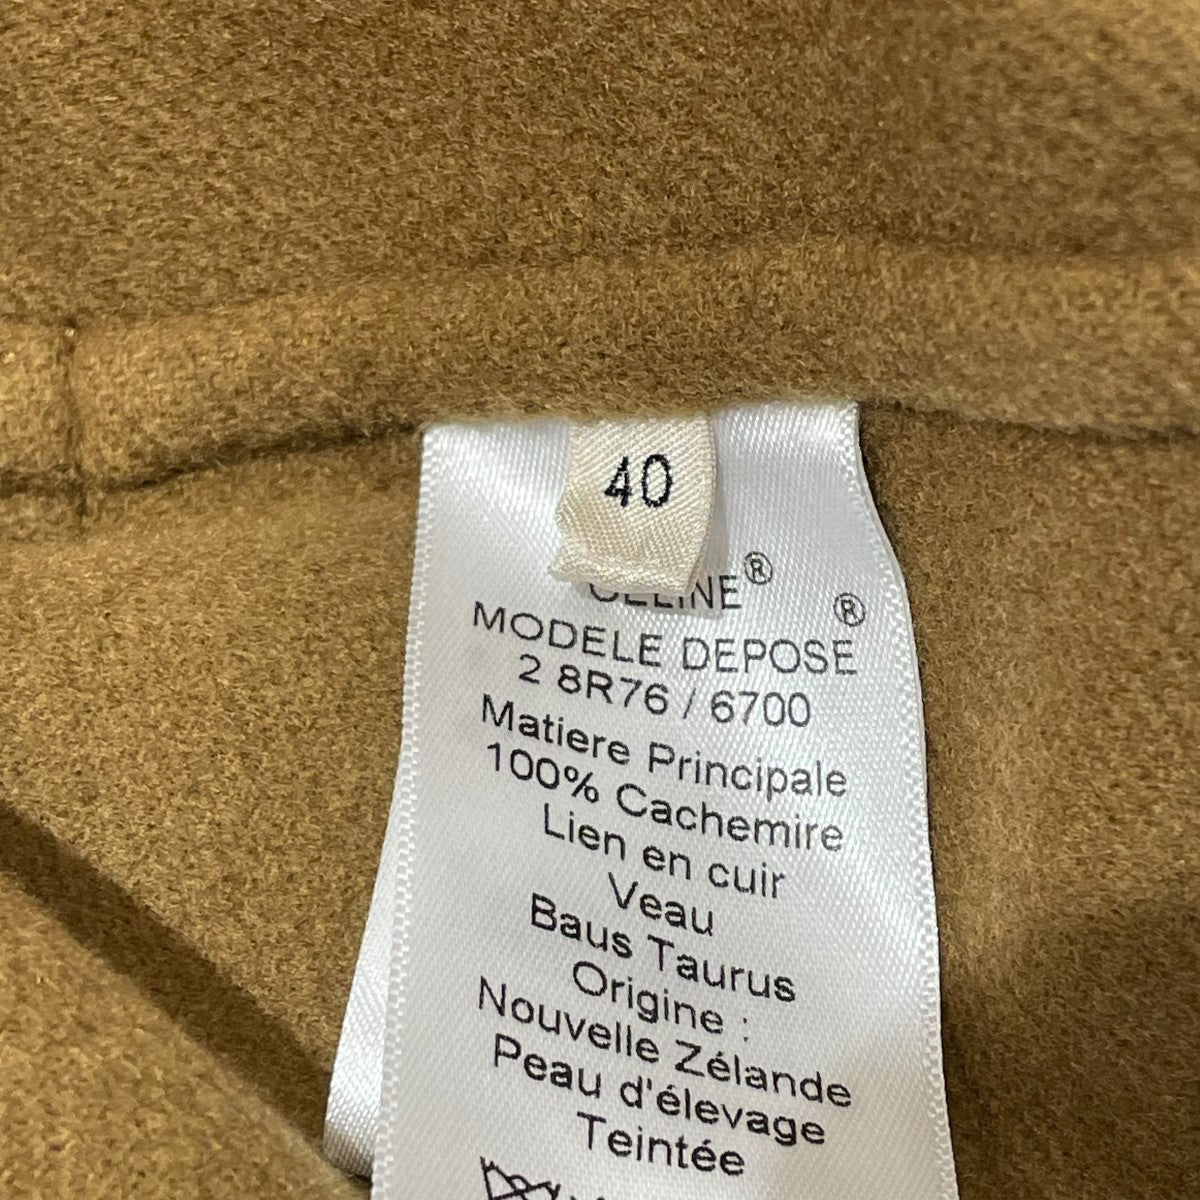 40
CELINE®
MODELE DEPOSE®
2 8R76 / 6700
Matiere Principale
100% Cachemire
Lien en cuir
Veau
Baus Taurus
Origine :
Nouvelle Zélande
Peau d'élevage
Teintée